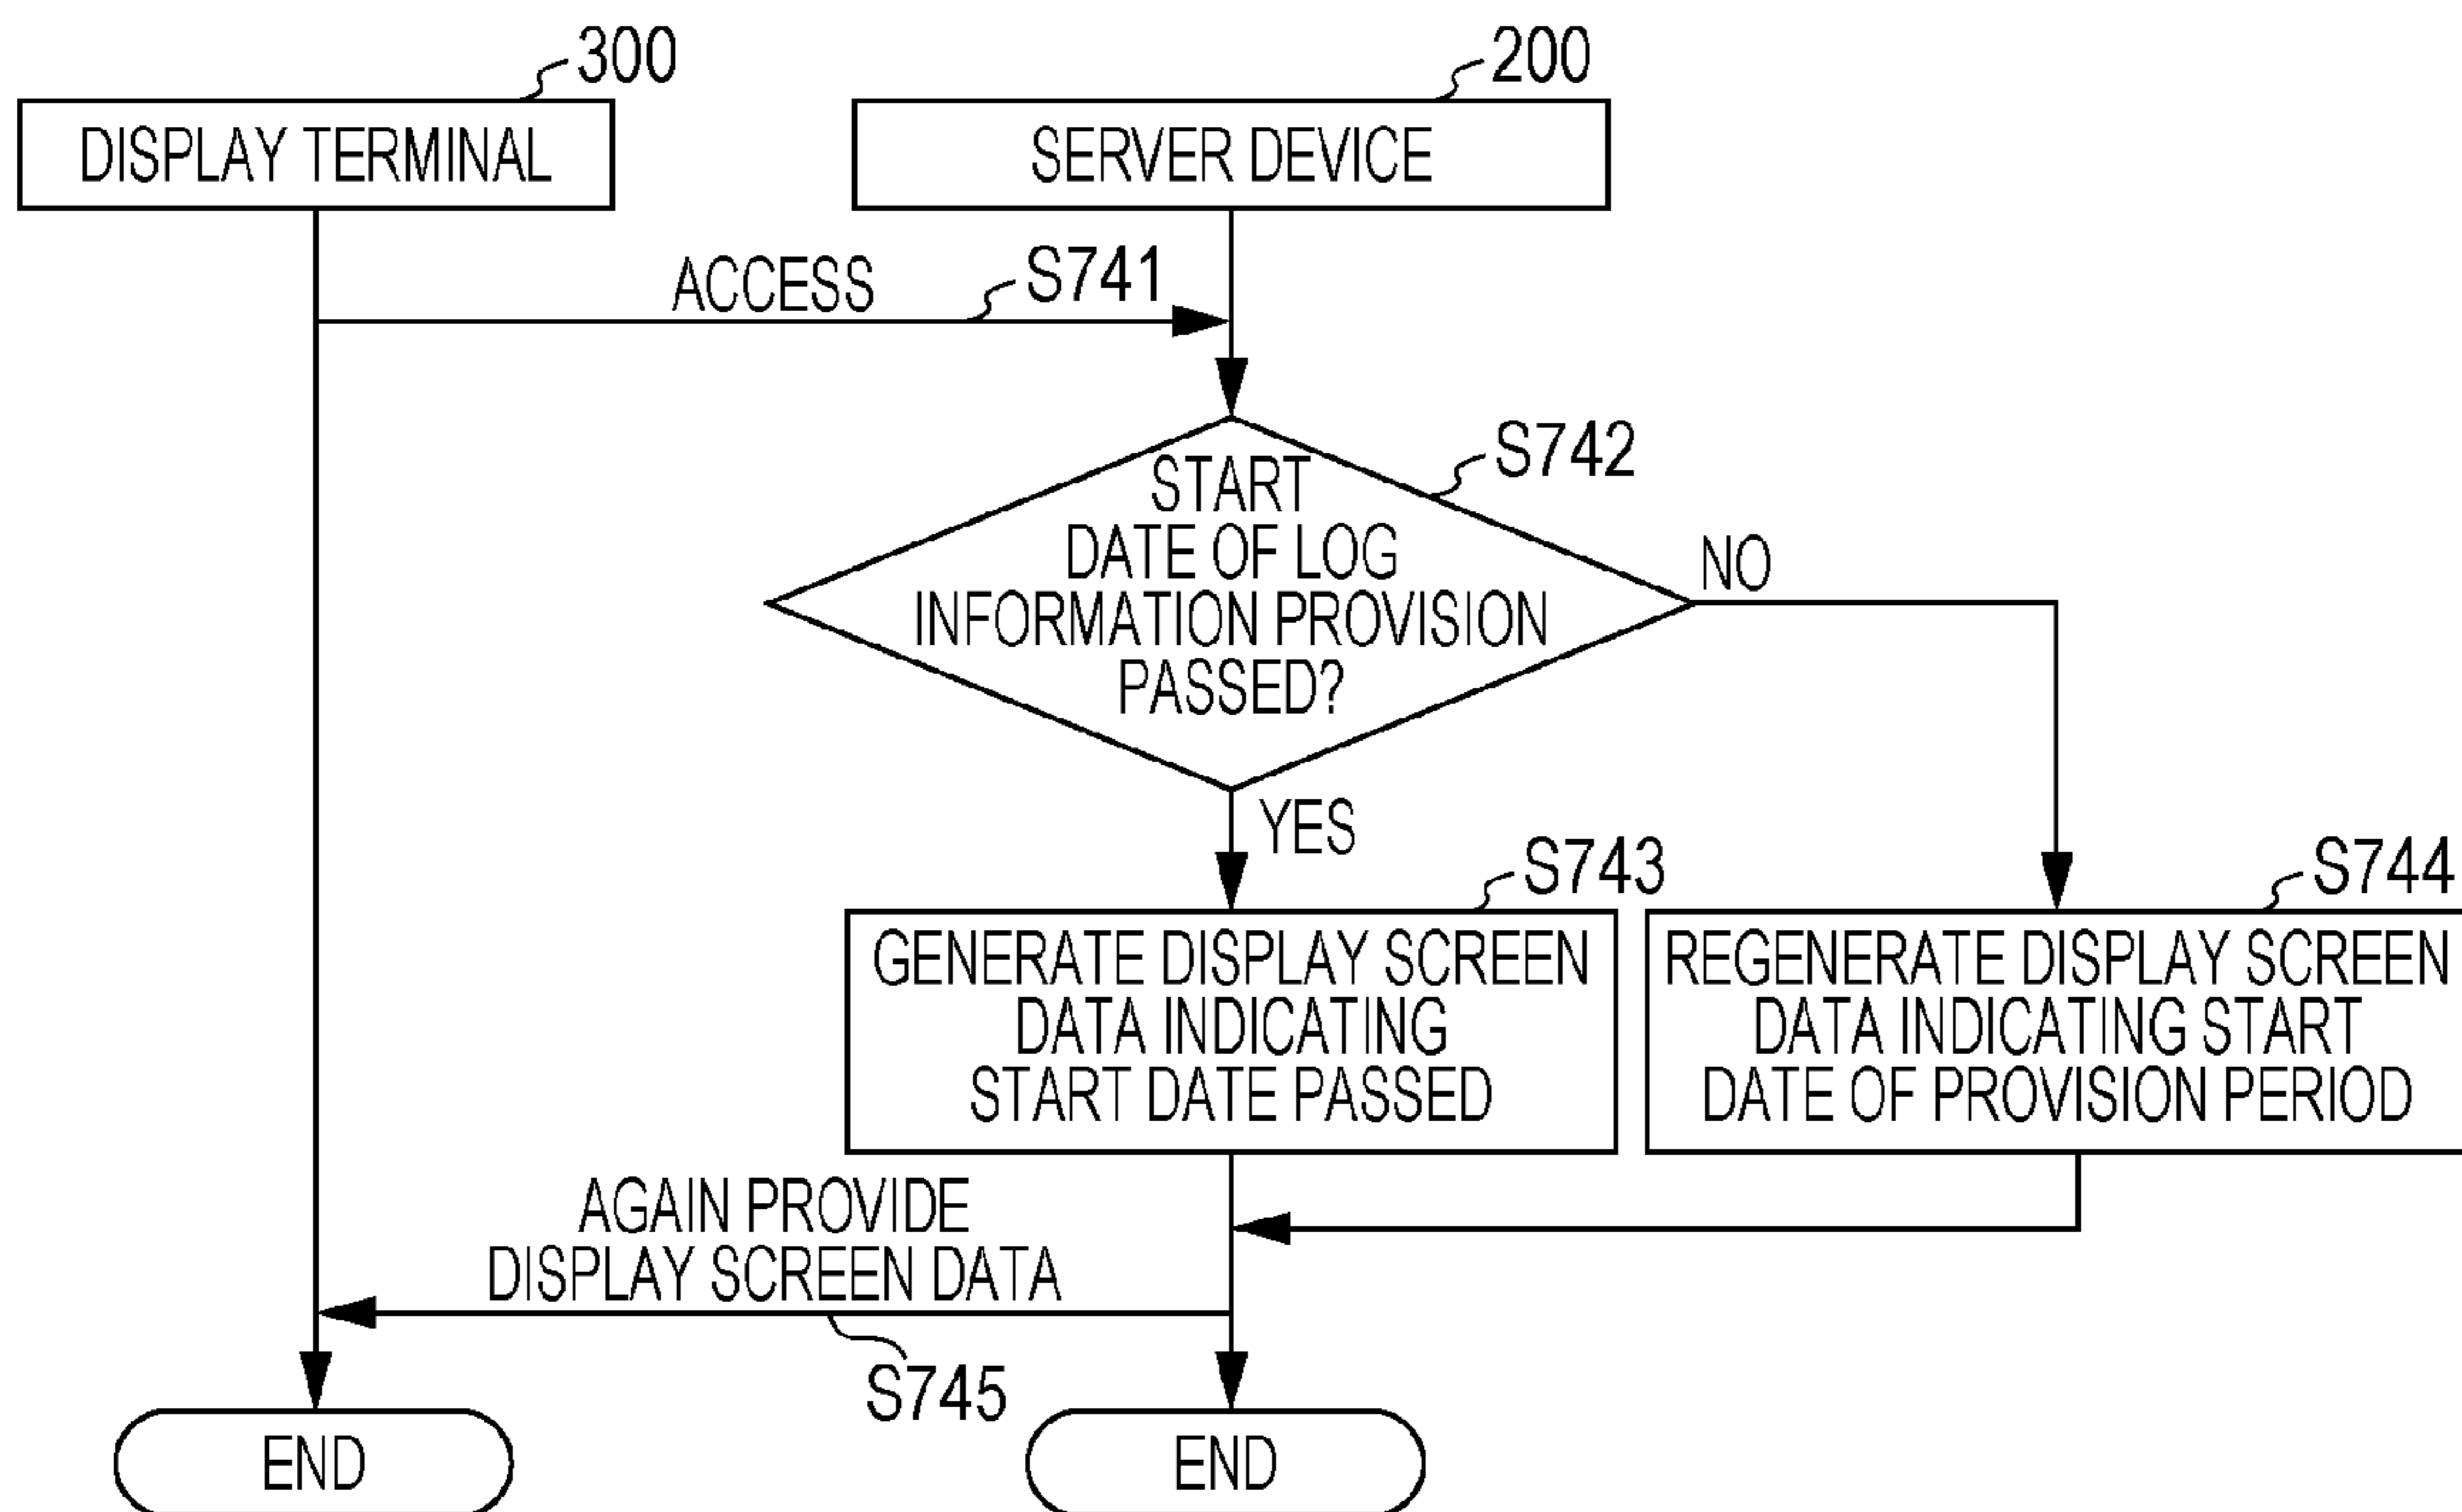 300
200
DISPLAY TERMINAL
SERVER DEVICE
ACCESS
S741
S742
START
DATE OF LOG
INFORMATION PROVISION
PASSED?
NO
YES
S743
S744
GENERATE DISPLAY SCREEN
DATA INDICATING
START DATE PASSED
REGENERATE DISPLAY SCREEN
DATA INDICATING START
DATE OF PROVISION PERIOD
AGAIN PROVIDE
DISPLAY SCREEN DATA
S745
END
END